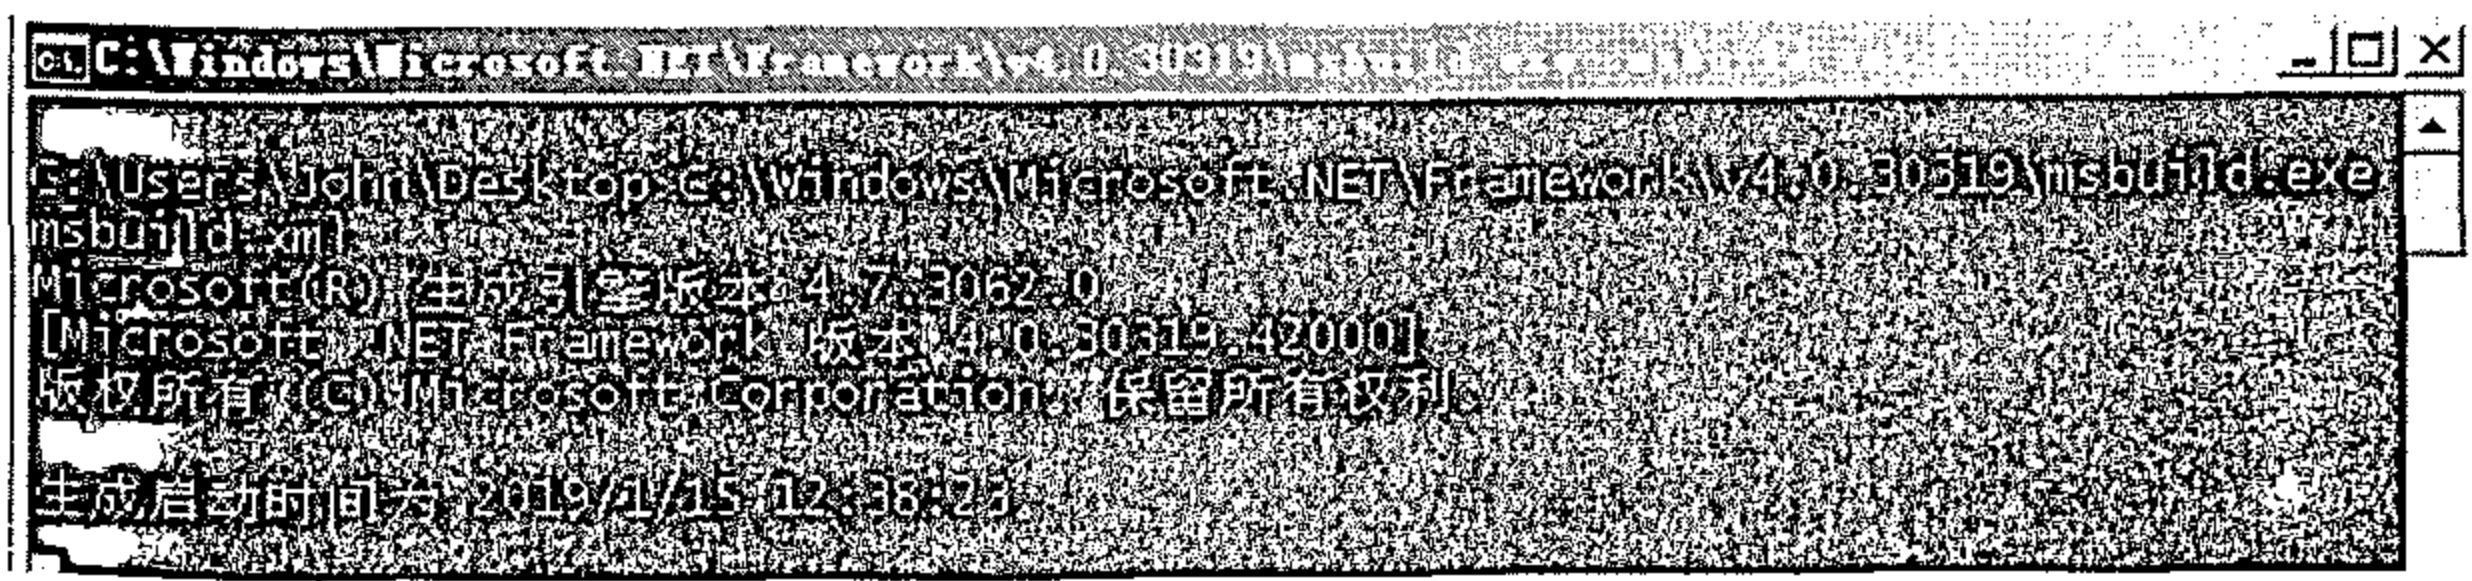 C:\Windows\Microsoft.NET\Framework\v4.0.30319\msbuild.exe
C:\Users\John\Desktop>C:\Windows\Microsoft.NET\Framework\v4.0.30319\msbuild.exe
msbuild.xml
Microsoft(R) 生成引擎版本 4.7.3062.0
[Microsoft .NET Framework 版本 4.0.30319.42000]
版权所有 (C) Microsoft Corporation。保留所有权利。
生成启动时间为 2019/1/15 12:38:23。